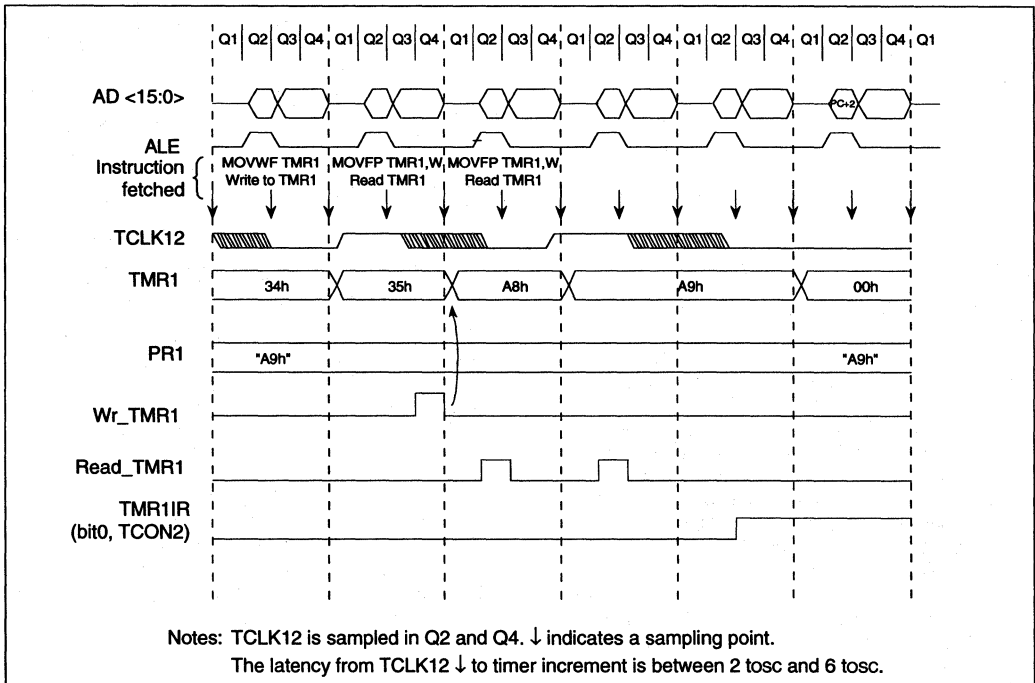 Q1 Q2 Q3 Q4 Q1 Q2 Q3 Q4 Q1 Q2 Q3 Q4 Q1 Q2 Q3 Q4 Q1 Q2 Q3 Q4 Q1 Q2 Q3 Q4 Q1
AD <15:0>
PC+2
ALE
Instruction
fetched
MOVWF TMR1
Write to TMR1
MOVFP TMR1,W
Read TMR1
MOVFP TMR1,W
Read TMR1
TCLK12
TMR1
34h 35h A8h A9h 00h
PR1
"A9h" "A9h"
Wr_TMR1
Read_TMR1
TMR1IR
(bit0, TCON2)
Notes: TCLK12 is sampled in Q2 and Q4. ↓ indicates a sampling point.
The latency from TCLK12 ↓ to timer increment is between 2 tosc and 6 tosc.